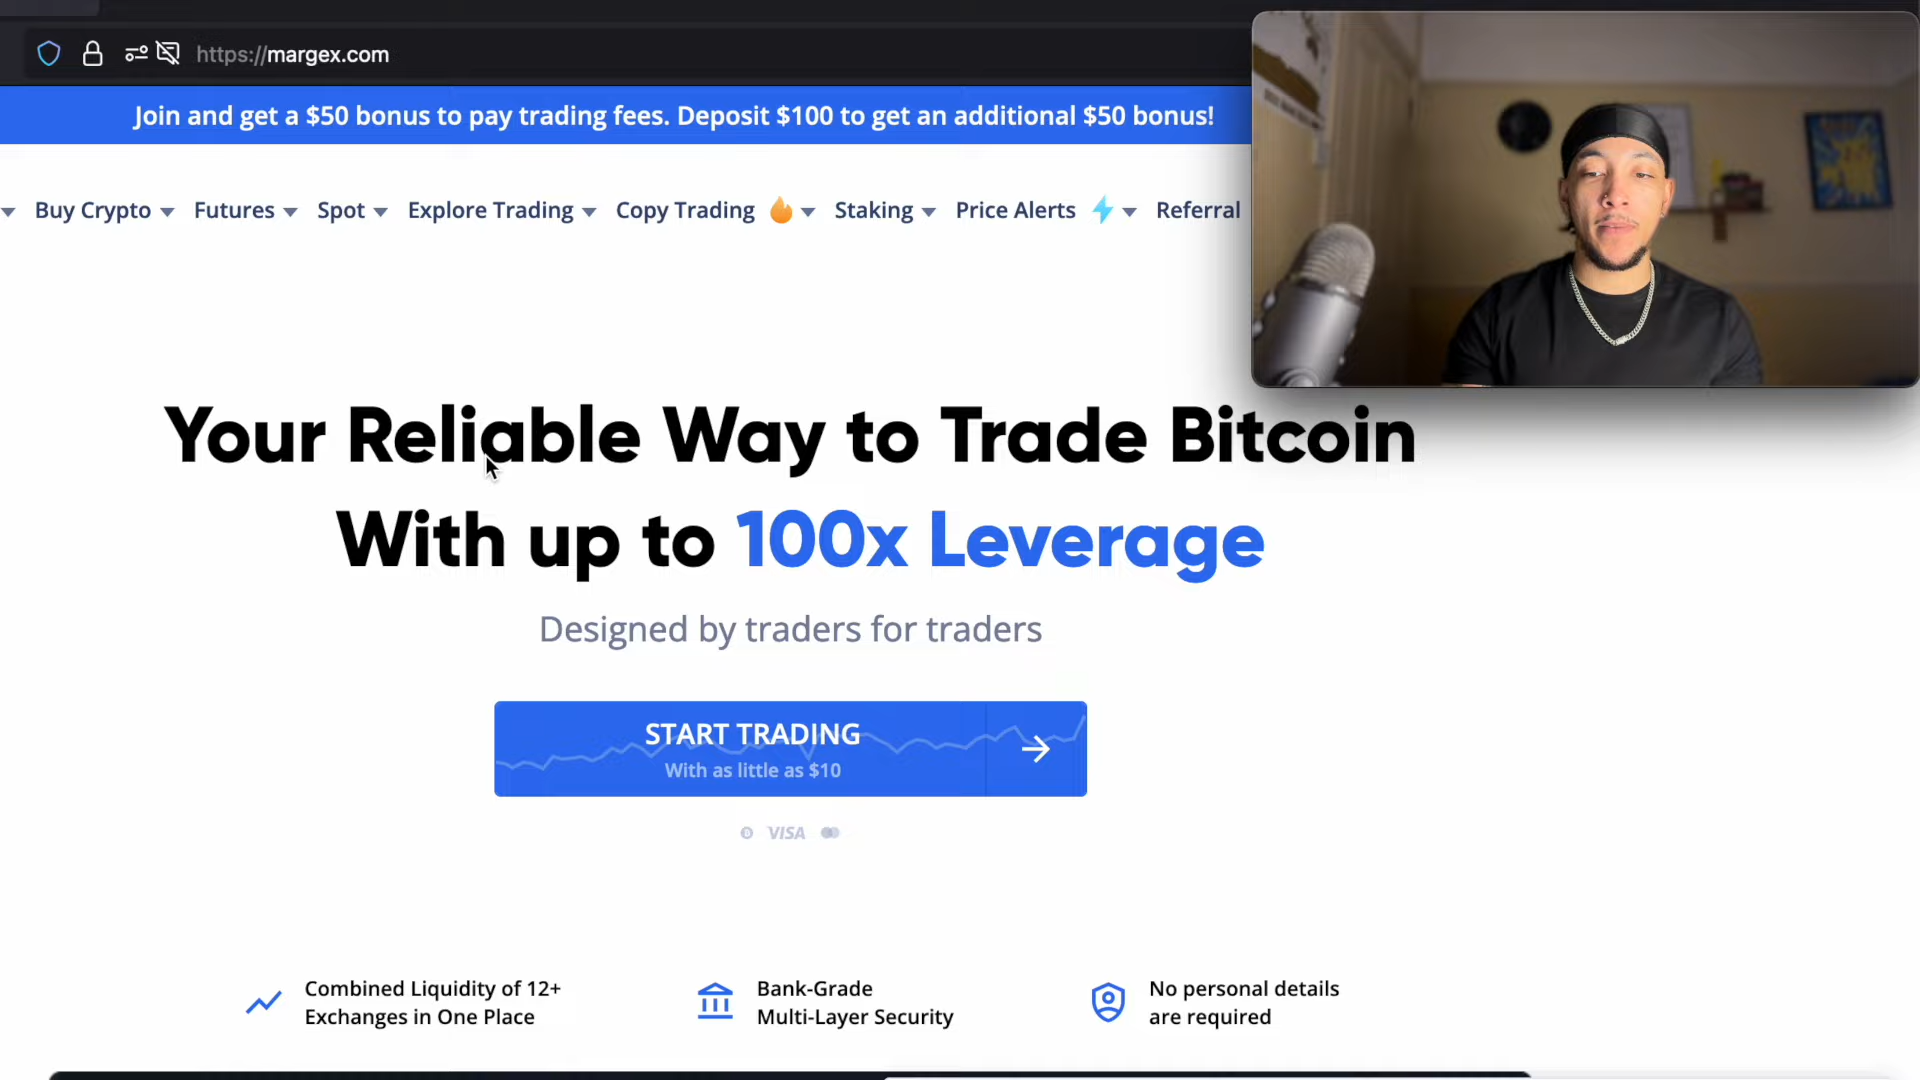 https://margex.com
Join and get a $50 bonus to pay trading fees. Deposit $100 to get an additional $50 bonus!
Buy Crypto Futures Spot Explore Trading Copy Trading Staking Price Alerts Referral
Your Reliable Way to Trade Bitcoin
With up to 100x Leverage
Designed by traders for traders
START TRADING
With as little as $10
VISA
Combined Liquidity of 12+
Exchanges in One Place
Bank-Grade
Multi-Layer Security
No personal details
are required